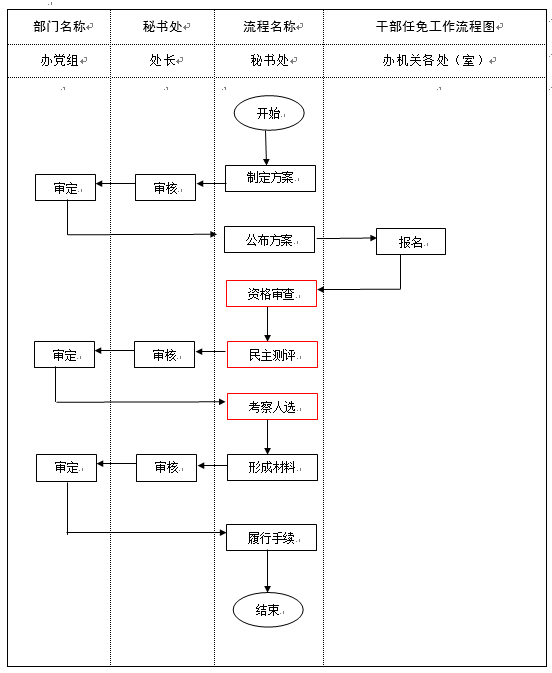 部门名称 秘书处 流程名称 干部任免工作流程图
办党组 处长 秘书处 办机关各处（室）
开始
审定 审核 制定方案
公布方案 报名
资格审查
审定 审核 民主测评
考察人选
审定 审核 形成材料
履行手续
结束